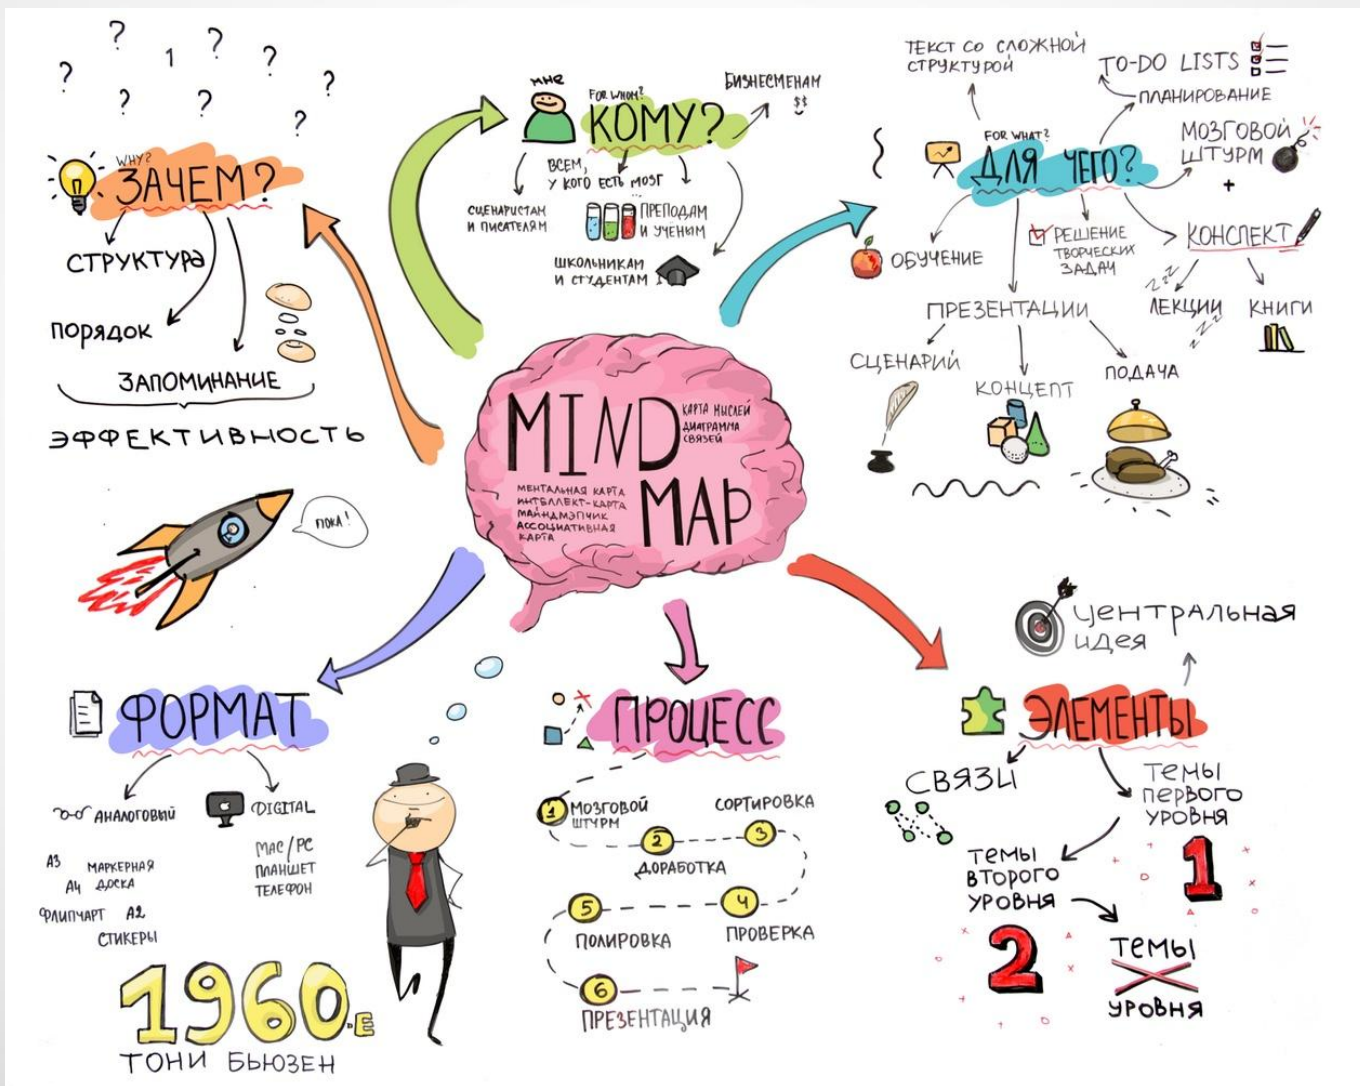 ? ? ? ? ? ? ? ?
1
WHY?
ЗАЧЕМ?
СТРУКТУРА
ПОРЯДОК
ЗАПОМИНАНИЕ
ЭФФЕКТИВНОСТЬ
ПОКА!
МНЕ
FOR WHOM?
КОМУ?
БИЗНЕСМЕНАМ
$$
ВСЕМ,
У КОГО ЕСТЬ МОЗГ
...
СЦЕНАРИСТАМ
И ПИСАТЕЛЯМ
ПРЕПОДАМ
И УЧЁНЫМ
ШКОЛЬНИКАМ
И СТУДЕНТАМ
FOR WHAT?
ДЛЯ ЧЕГО?
ТЕКСТ СО СЛОЖНОЙ
СТРУКТУРОЙ
TO-DO LISTS
ПЛАНИРОВАНИЕ
МОЗГОВОЙ
ШТУРМ
+
КОНСПЕКТ
ZZZ
ЛЕКЦИИ
ZZZ
КНИГИ
РЕШЕНИЕ
ТВОРЧЕСКИХ
ЗАДАЧ
ОБУЧЕНИЕ
ПРЕЗЕНТАЦИИ
СЦЕНАРИЙ
КОНЦЕПТ
ПОДАЧА
MIND
КАРТА МЫСЛЕЙ
ДИАГРАММА
СВЯЗЕЙ
MAP
МЕНТАЛЬНАЯ КАРТА
ИНТЕЛЛЕКТ-КАРТА
МАЙНДМЭПЧИК
АССОЦИАТИВНАЯ
КАРТА
ФОРМАТ
АНАЛОГОВЫЙ
DIGITAL
А3
МАРКЕРНАЯ
ДОСКА
А4
ФЛИПЧАРТ
А2
СТИКЕРЫ
MAC/PC
ПЛАНШЕТ
ТЕЛЕФОН
1960-Е
ТОНИ БЬЮЗЕН
ПРОЦЕСС
1
МОЗГОВОЙ
ШТУРМ
2
ДОРАБОТКА
СОРТИРОВКА
3
4
ПРОВЕРКА
5
ПОЛИРОВКА
6
ПРЕЗЕНТАЦИЯ
ЦЕНТРАЛЬНАЯ
ИДЕЯ
ЭЛЕМЕНТЫ
СВЯЗИ
ТЕМЫ
ПЕРВОГО
УРОВНЯ
1
ТЕМЫ
ВТОРОГО
УРОВНЯ
2
ТЕМЫ
X
УРОВНЯ